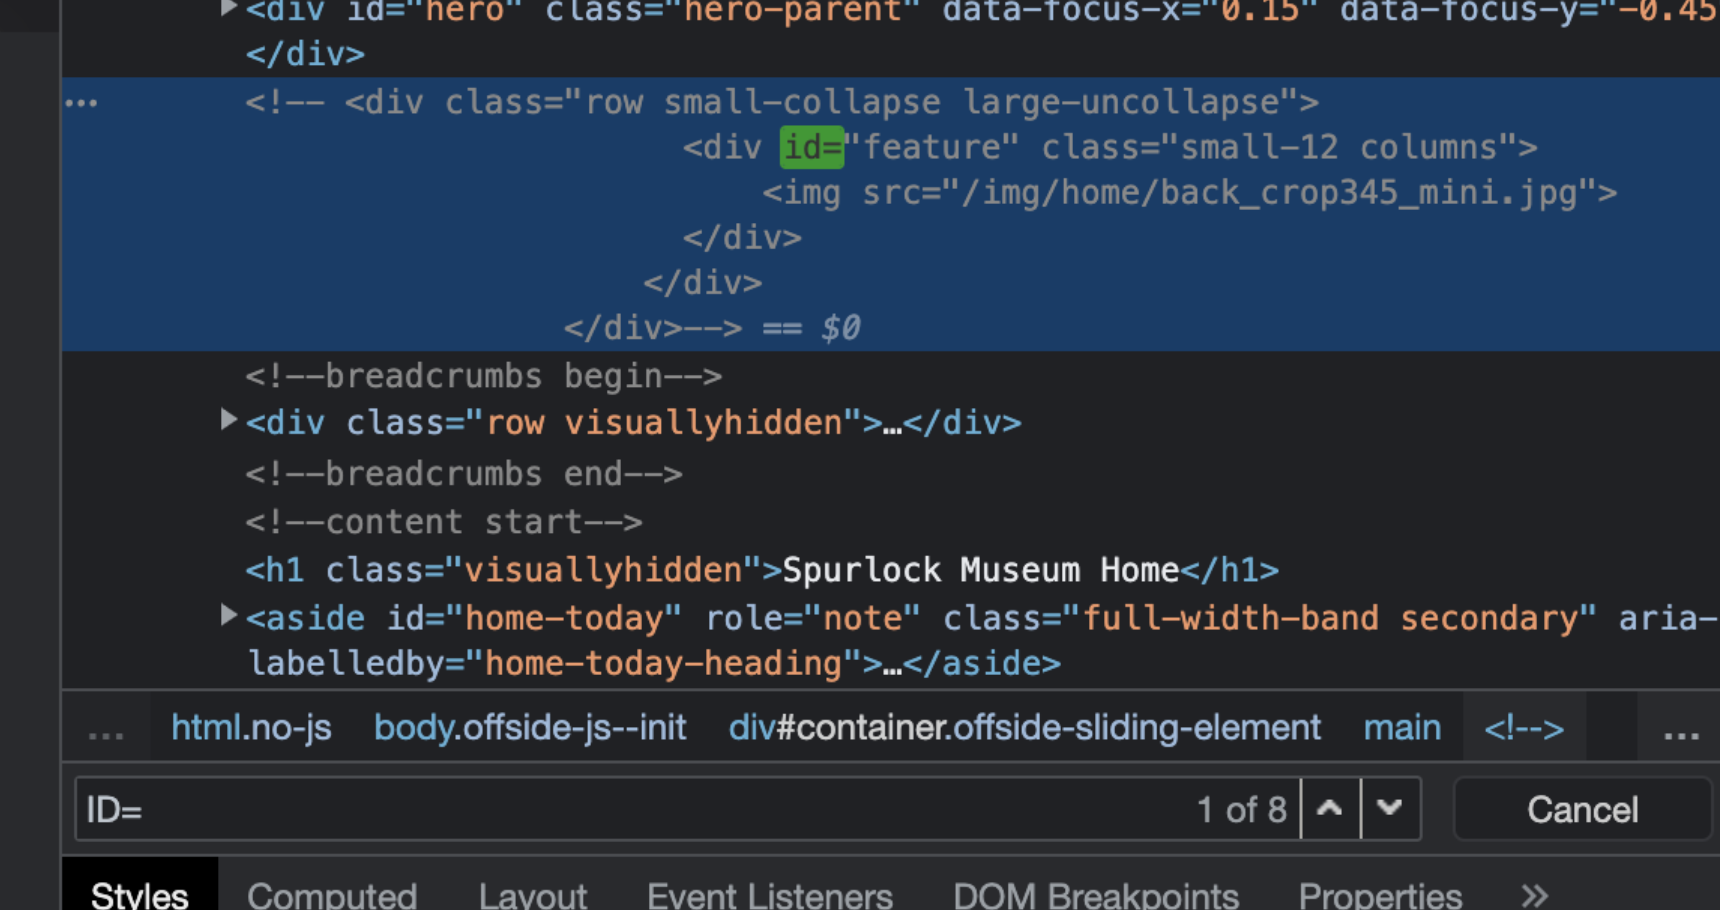 <div id="hero" class="hero-parent" data-focus-x="0.15" data-focus-y="-0.45
</div>
… <!-- <div class="row small-collapse large-uncollapse">
<div id="feature" class="small-12 columns">
<img src="/img/home/back_crop345_mini.jpg">
</div>
</div>
</div>--> == $0
<!--breadcrumbs begin-->
<div class="row visuallyhidden">…</div>
<!--breadcrumbs end-->
<!--content start-->
<h1 class="visuallyhidden">Spurlock Museum Home</h1>
<aside id="home-today" role="note" class="full-width-band secondary" aria-
labelledby="home-today-heading">…</aside>
… html.no-js body.offside-js--init div#container.offside-sliding-element main <!--> …
ID= 1 of 8 Cancel
Styles Computed Layout Event Listeners DOM Breakpoints Properties »